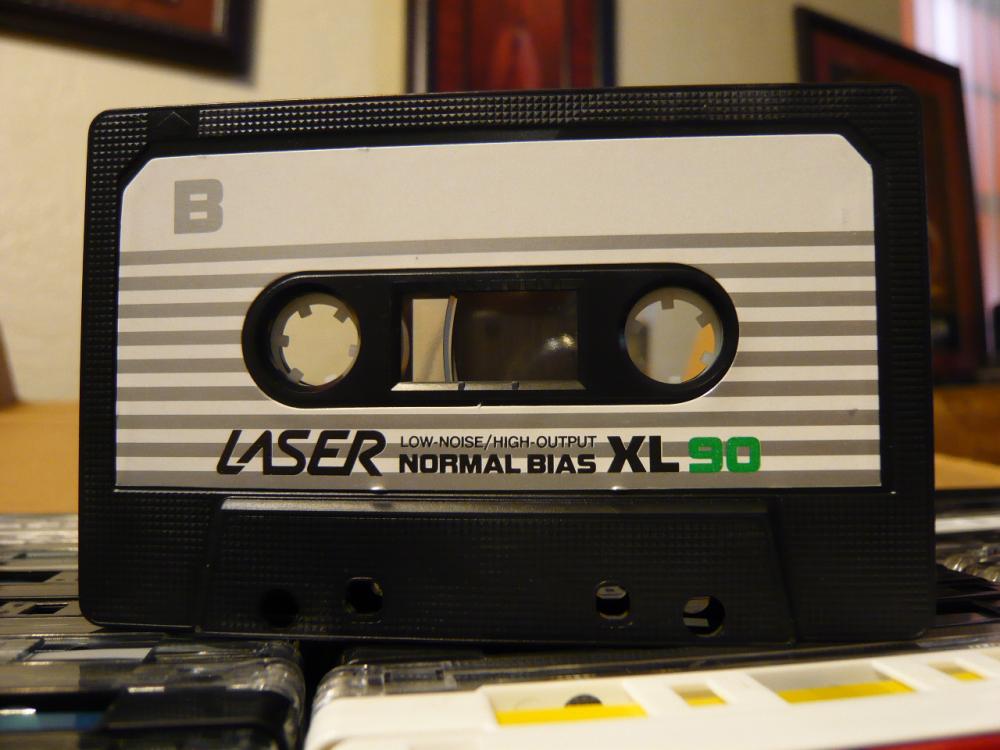 B
LASER LOW-NOISE/HIGH-OUTPUT NORMAL BIAS XL 90